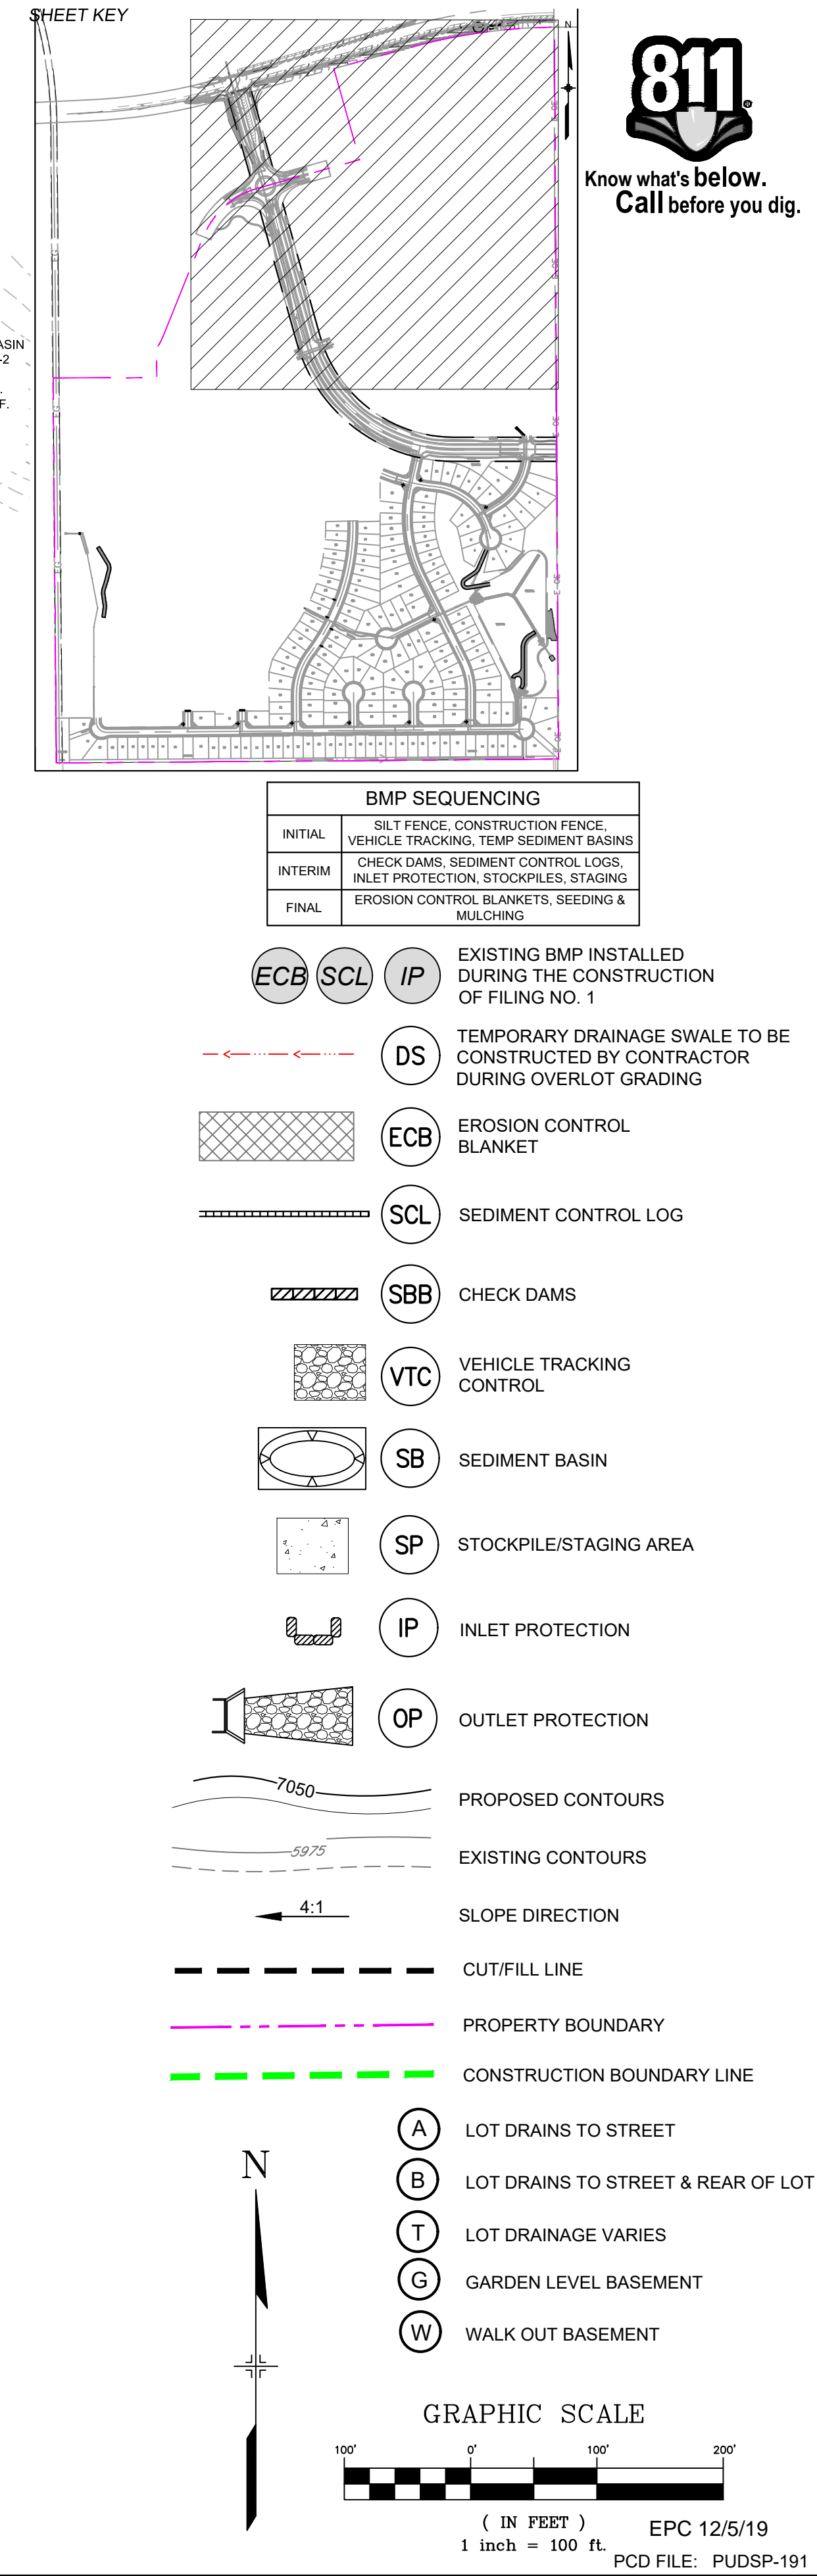 SHEET KEY
N
811
Know what's below.
Call before you dig.
ASIN
-2
F.
BMP SEQUENCING
INITIAL
SILT FENCE, CONSTRUCTION FENCE,
VEHICLE TRACKING, TEMP SEDIMENT BASINS
INTERIM
CHECK DAMS, SEDIMENT CONTROL LOGS,
INLET PROTECTION, STOCKPILES, STAGING
FINAL
EROSION CONTROL BLANKETS, SEEDING &
MULCHING
ECB SCL IP
EXISTING BMP INSTALLED
DURING THE CONSTRUCTION
OF FILING NO. 1
DS
TEMPORARY DRAINAGE SWALE TO BE
CONSTRUCTED BY CONTRACTOR
DURING OVERLOT GRADING
ECB
EROSION CONTROL
BLANKET
SCL SEDIMENT CONTROL LOG
SBB CHECK DAMS
VTC
VEHICLE TRACKING
CONTROL
SB SEDIMENT BASIN
SP STOCKPILE/STAGING AREA
IP INLET PROTECTION
OP OUTLET PROTECTION
7050 PROPOSED CONTOURS
5975 EXISTING CONTOURS
4:1 SLOPE DIRECTION
CUT/FILL LINE
PROPERTY BOUNDARY
CONSTRUCTION BOUNDARY LINE
A LOT DRAINS TO STREET
B LOT DRAINS TO STREET & REAR OF LOT
T LOT DRAINAGE VARIES
G GARDEN LEVEL BASEMENT
W WALK OUT BASEMENT
N
GRAPHIC SCALE
100' 0' 100' 200'
( IN FEET )
1 inch = 100 ft.
EPC 12/5/19
PCD FILE: PUDSP-191